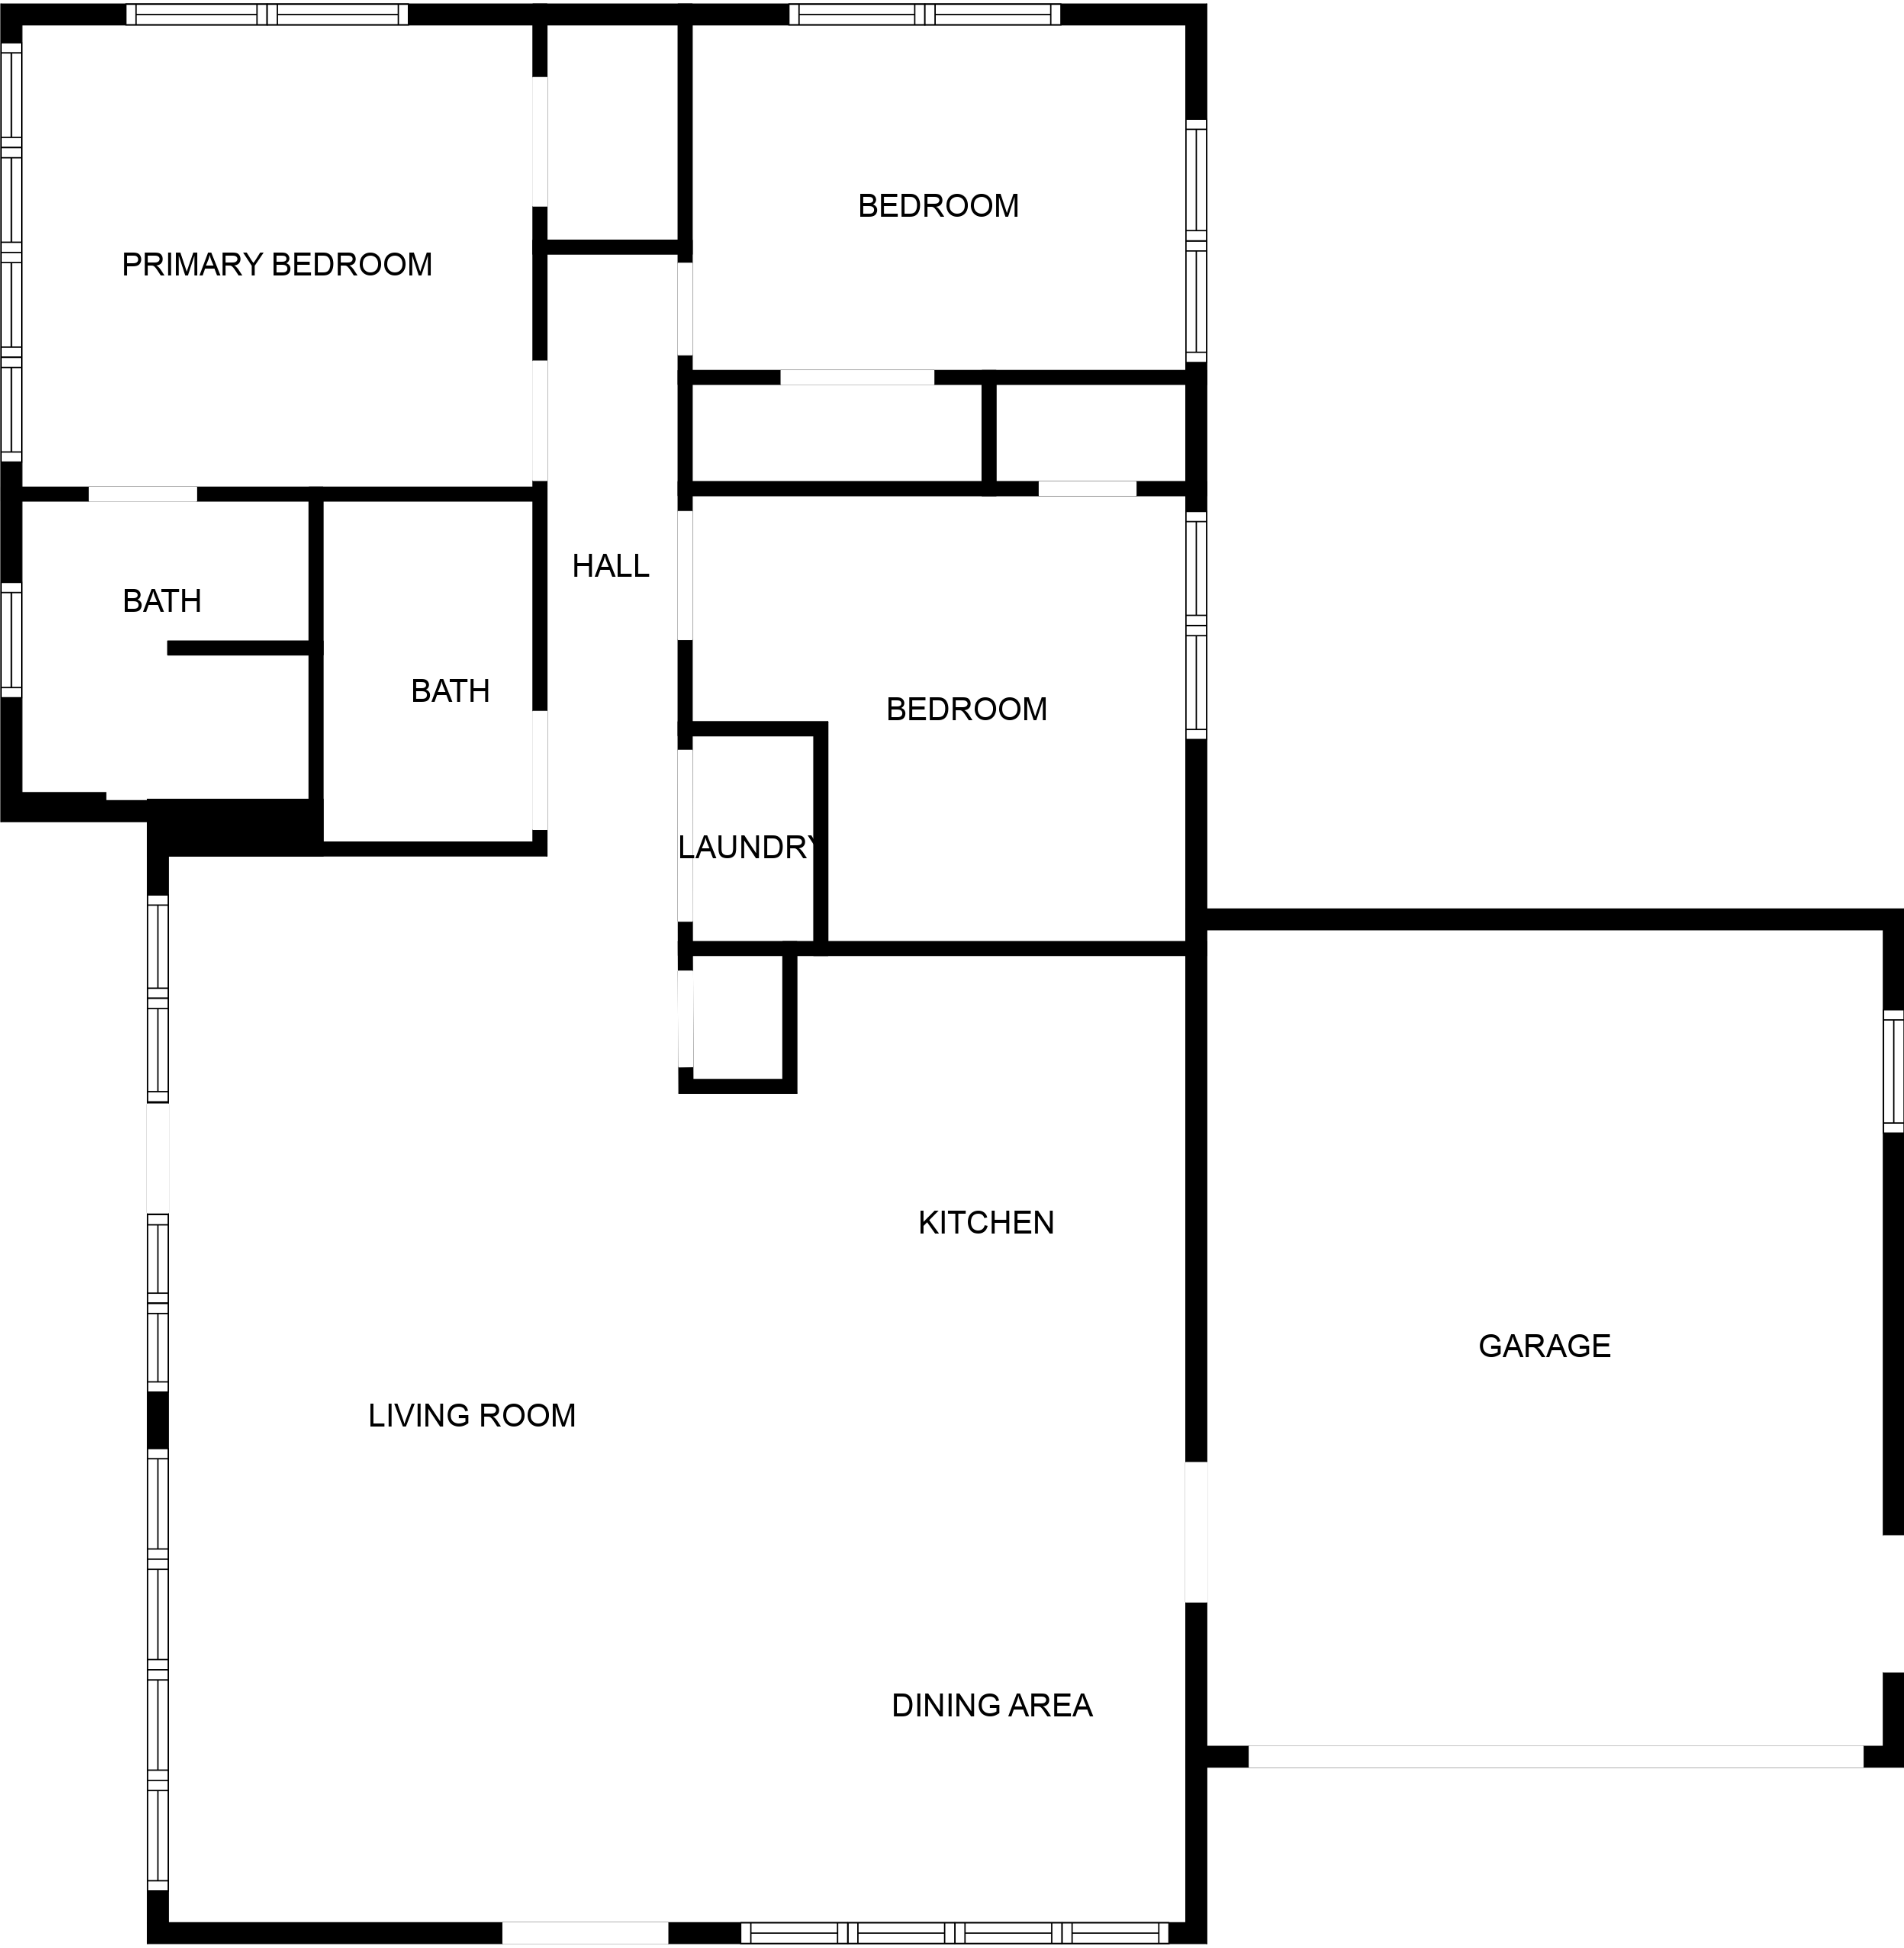 BEDROOM
PRIMARY BEDROOM
HALL
BATH
BATH
BEDROOM
LAUNDRY
KITCHEN
GARAGE
LIVING ROOM
DINING AREA